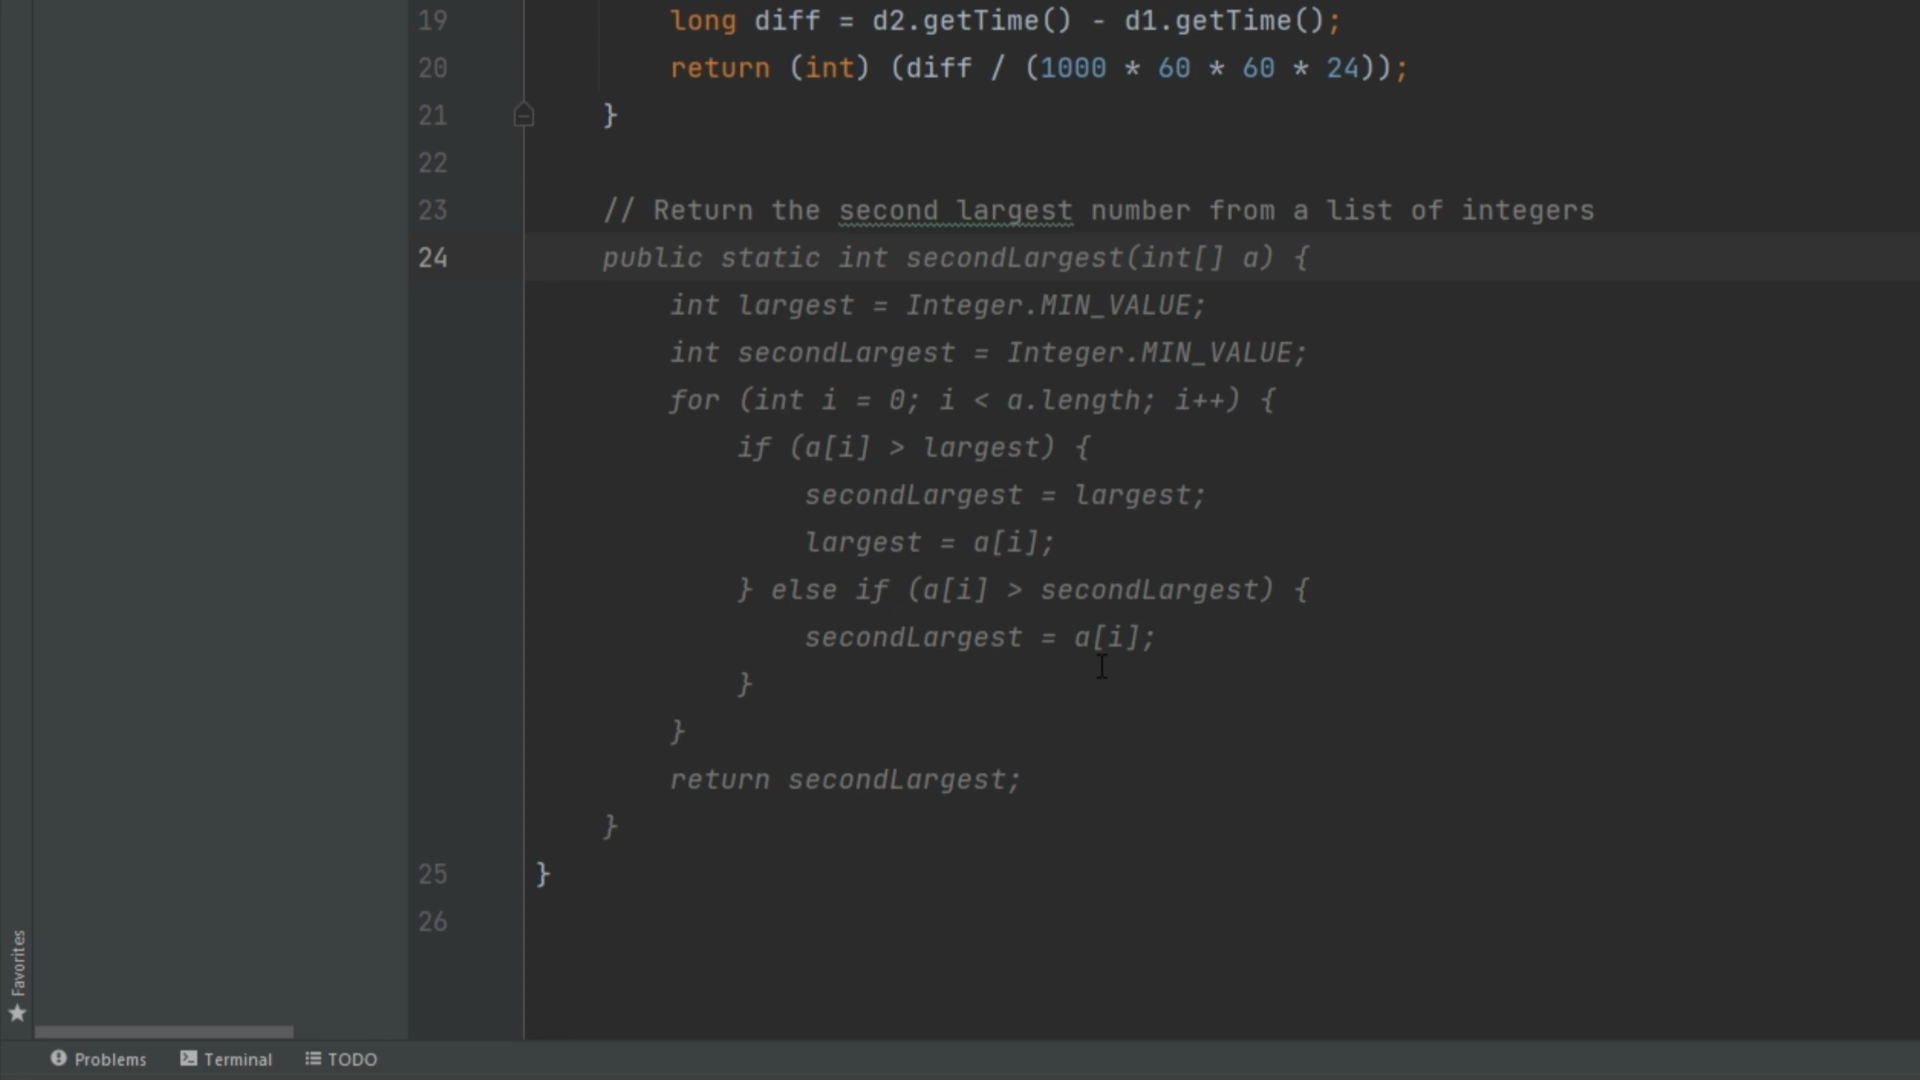 19 long diff = d2.getTime() - d1.getTime();
20 return (int) (diff / (1000 * 60 * 60 * 24));
21 }
22
23 // Return the second largest number from a list of integers
24 public static int secondLargest(int[] a) {
int largest = Integer.MIN_VALUE;
int secondLargest = Integer.MIN_VALUE;
for (int i = 0; i < a.length; i++) {
if (a[i] > largest) {
secondLargest = largest;
largest = a[i];
} else if (a[i] > secondLargest) {
secondLargest = a[i];
}
}
return secondLargest;
}
25 }
26
Favorites
Problems Terminal TODO